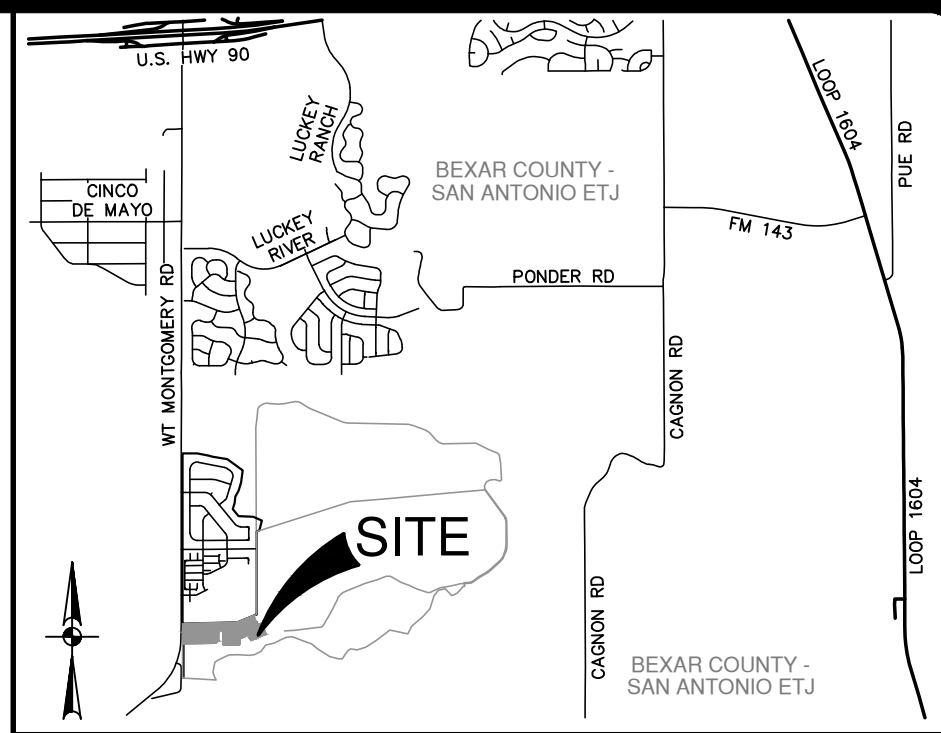 U.S. HWY 90
LUCKEY
RANCH
LOOP 1604
PUE RD
BEXAR COUNTY -
SAN ANTONIO ETJ
CINCO
DE MAYO
LUCKEY
RIVER
FM 143
PONDER RD
WT MONTGOMERY RD
CAGNON RD
SITE
LOOP 1604
CAGNON RD
BEXAR COUNTY -
SAN ANTONIO ETJ